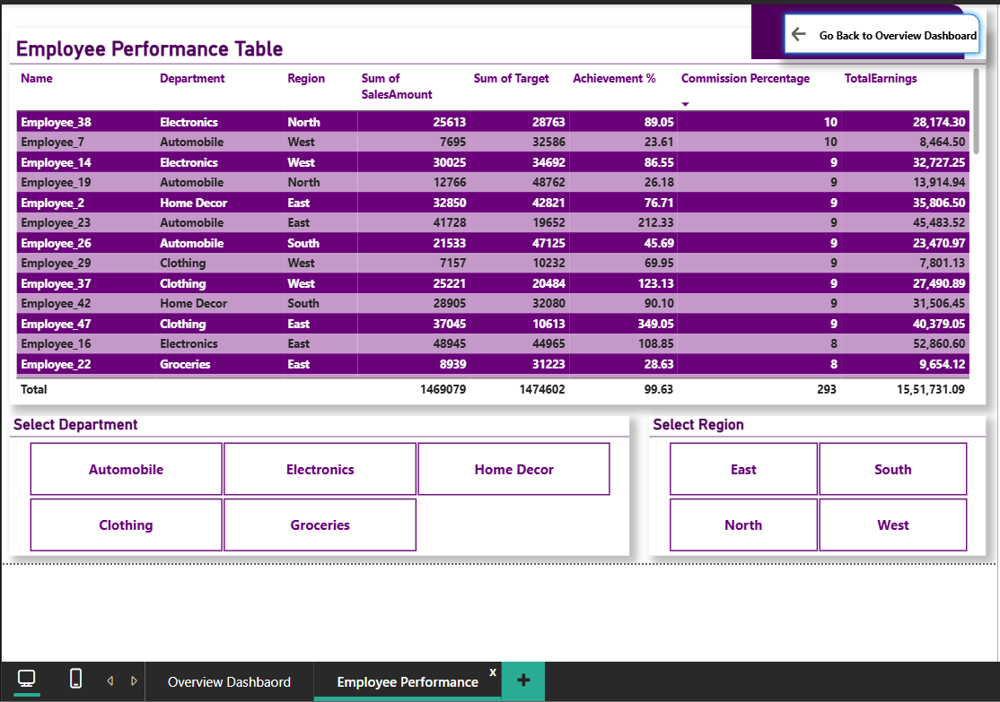 Go Back to Overview Dashboard
Employee Performance Table
Name Department Region Sum of SalesAmount Sum of Target Achievement % Commission Percentage TotalEarnings
Employee_38 Electronics North 25613 28763 89.05 10 28,174.30
Employee_7 Automobile West 7695 32586 23.61 10 8,464.50
Employee_14 Electronics West 30025 34692 86.55 9 32,727.25
Employee_19 Automobile North 12766 48762 26.18 9 13,914.94
Employee_2 Home Decor East 32850 42821 76.71 9 35,806.50
Employee_23 Automobile East 41728 19652 212.33 9 45,483.52
Employee_26 Automobile South 21533 47125 45.69 9 23,470.97
Employee_29 Clothing West 7157 10232 69.95 9 7,801.13
Employee_37 Clothing West 25221 20484 123.13 9 27,490.89
Employee_42 Home Decor South 28905 32080 90.10 9 31,506.45
Employee_47 Clothing East 37045 10613 349.05 9 40,379.05
Employee_16 Electronics East 48945 44965 108.85 8 52,860.60
Employee_22 Groceries East 8939 31223 28.63 8 9,654.12
Total 1469079 1474602 99.63 293 15,51,731.09
Select Department
Automobile Electronics Home Decor
Clothing Groceries
Select Region
East South
North West
Overview Dashbaord Employee Performance x +